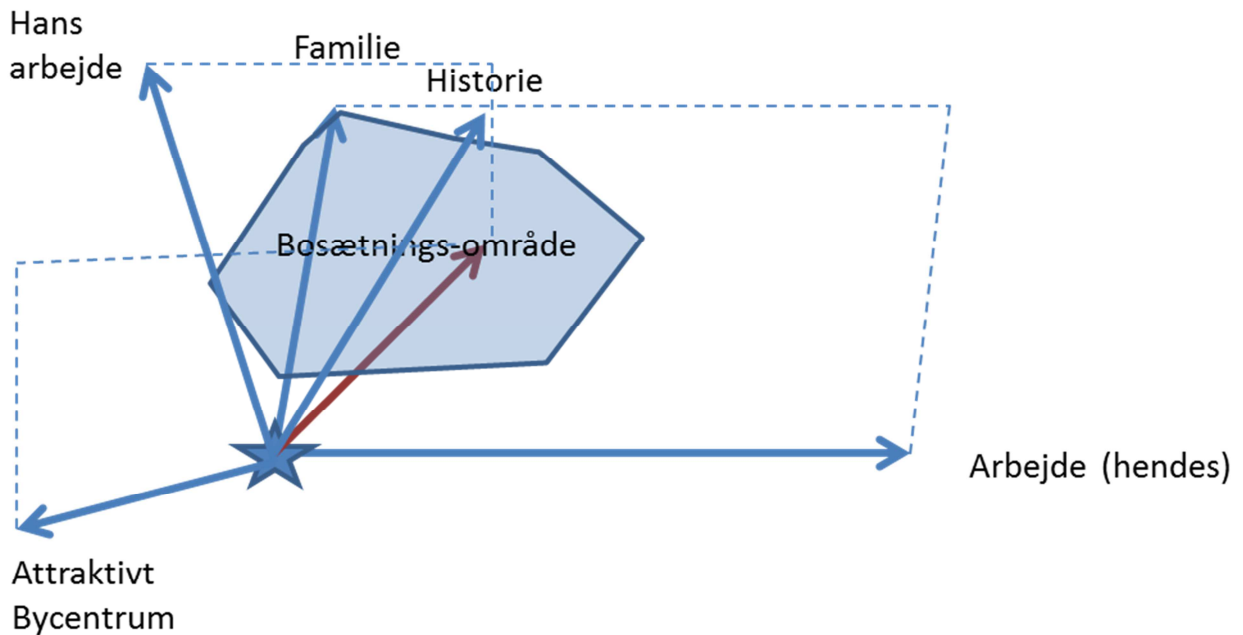 Hans
arbejde
Familie
Historie
Bosætnings-område
Arbejde (hendes)
Attraktivt
Bycentrum